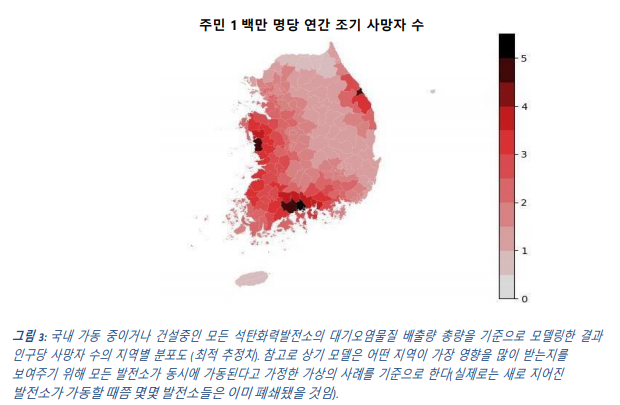 주민 1백만 명당 연간 조기 사망자 수
5
4
3
2
1
0
그림 3: 국내 가동 중이거나 건설중인 모든 석탄화력발전소의 대기오염물질 배출량 총량을 기준으로 모델링한 결과
인구당 사망자 수의 지역별 분포도 (최적 추정치). 참고로 상기 모델은 어떤 지역이 가장 영향을 많이 받는지를
보여주기 위해 모든 발전소가 동시에 가동된다고 가정한 가상의 사례를 기준으로 한다(실제로는 새로 지어진
발전소가 가동할 때쯤 몇몇 발전소들은 이미 폐쇄됐을 것임).